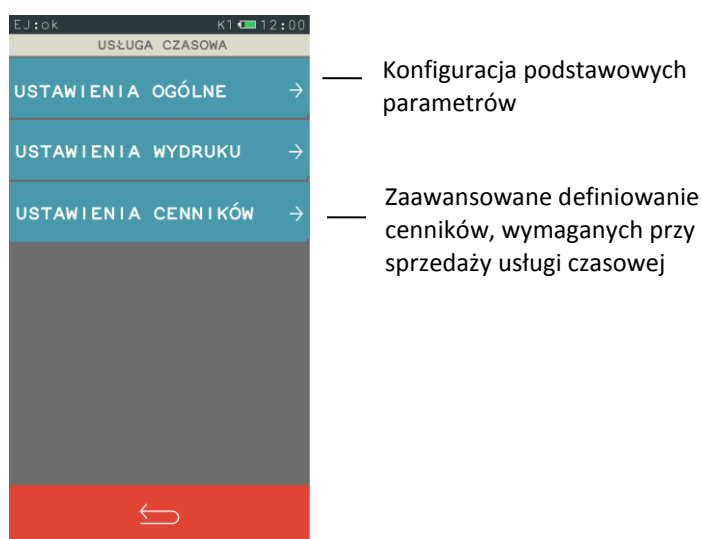 EJ:ok K1 12:00
USŁUGA CZASOWA
USTAWIENIA OGÓLNE
USTAWIENIA WYDRUKU
USTAWIENIA CENNIKÓW
Konfiguracja podstawowych
parametrów
Zaawansowane definiowanie
cenników, wymaganych przy
sprzedaży usługi czasowej